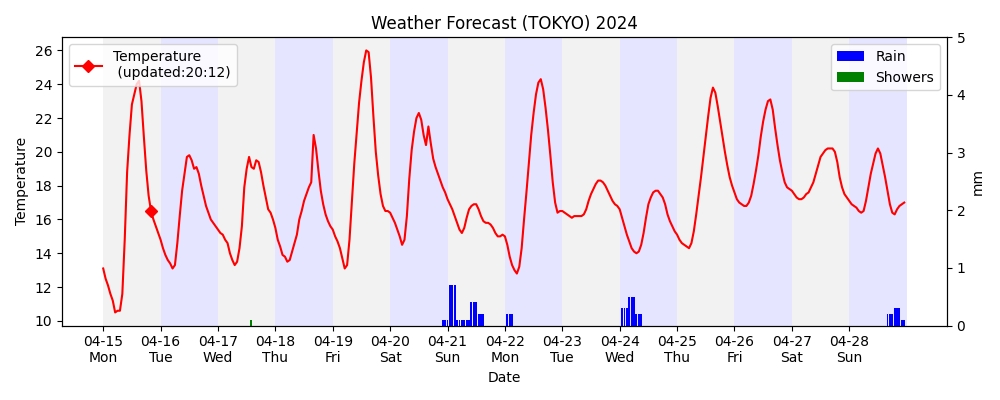 Weather Forecast (TOKYO) 2024
Temperature
(updated:20:12)
Rain
Showers
26
24
22
20
18
16
14
12
10
Temperature
5
4
3
2
1
0
mm
04-15 04-16 04-17 04-18 04-19 04-20 04-21 04-22 04-23 04-24 04-25 04-26 04-27 04-28
Mon Tue Wed Thu Fri Sat Sun Mon Tue Wed Thu Fri Sat Sun
Date